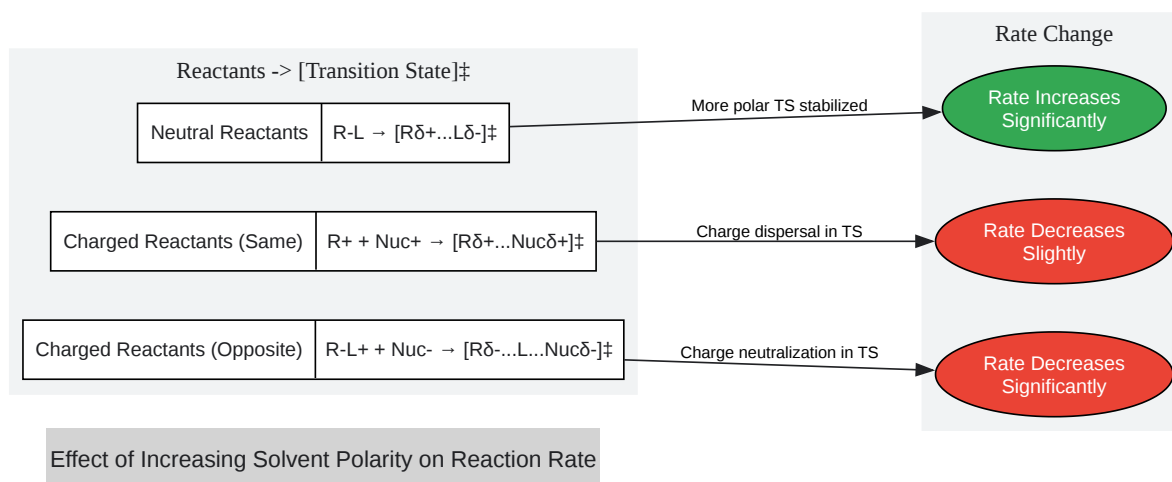 Reactants -> [Transition State]‡
Rate Change
Neutral Reactants
R-L → [Rδ+...Lδ-]‡
More polar TS stabilized
Rate Increases
Significantly
Charged Reactants (Same)
R+ + Nuc+ → [Rδ+...Nucδ+]‡
Charge dispersal in TS
Rate Decreases
Slightly
Charged Reactants (Opposite)
R-L+ + Nuc- → [Rδ-...L...Nucδ-]‡
Charge neutralization in TS
Rate Decreases
Significantly
Effect of Increasing Solvent Polarity on Reaction Rate